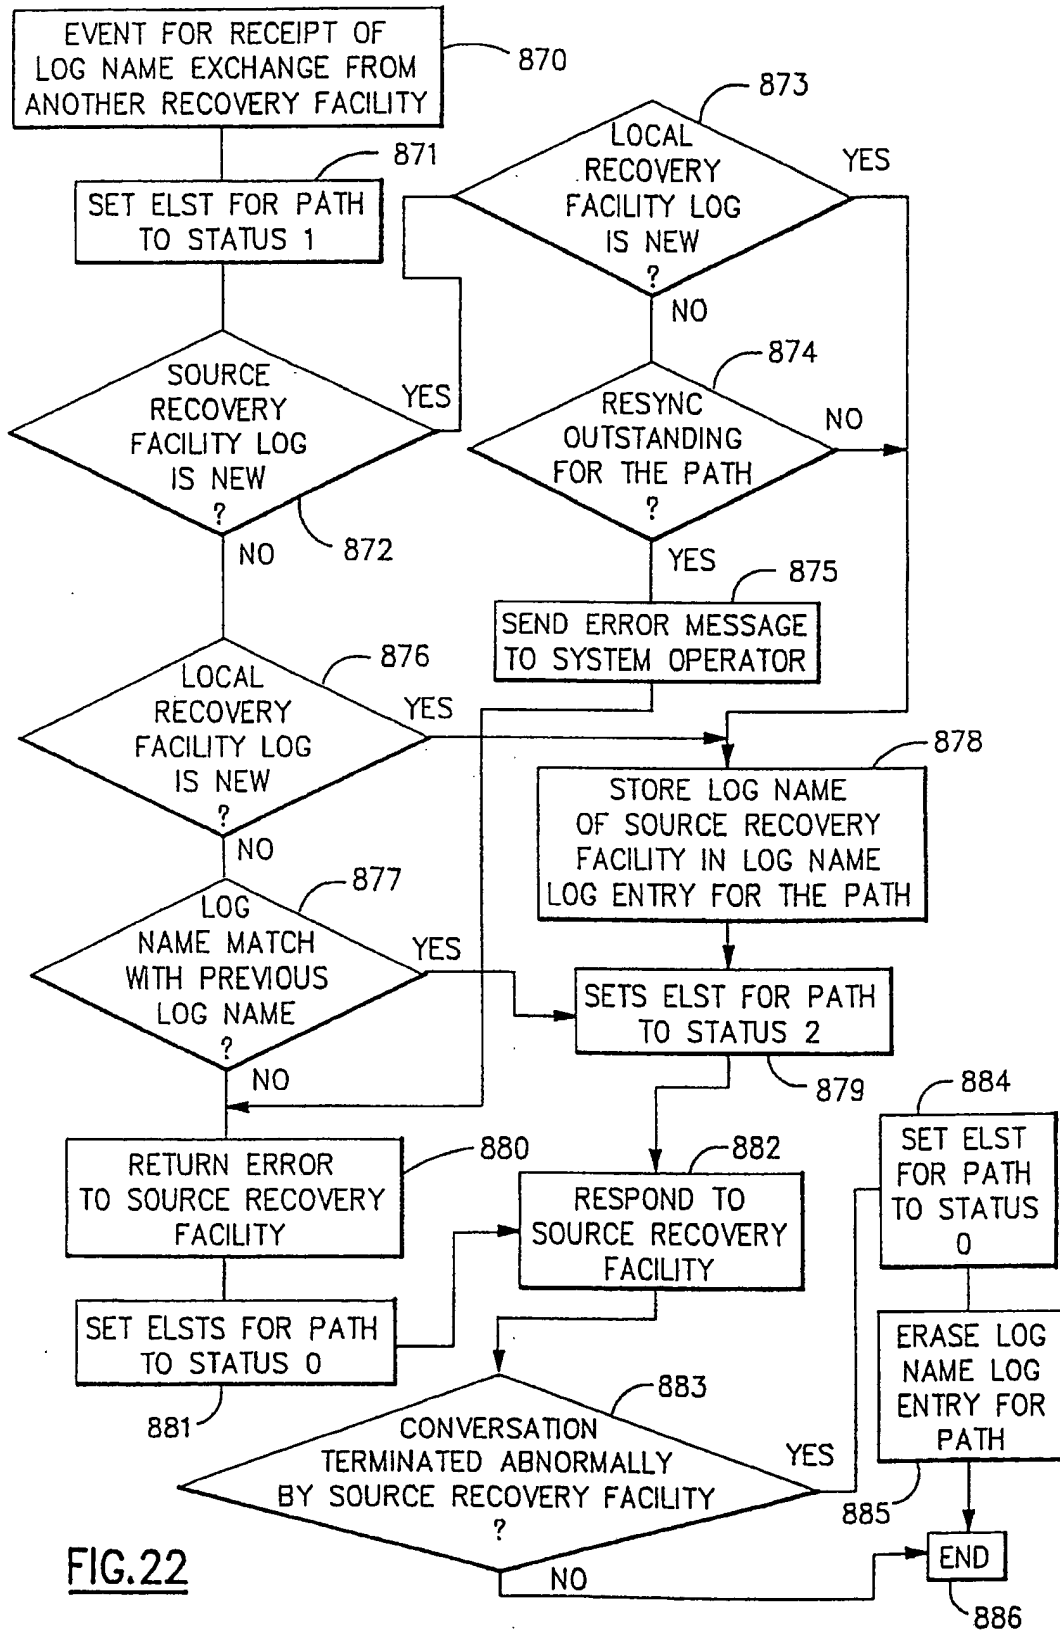 EVENT FOR RECEIPT OF
LOG NAME EXCHANGE FROM
ANOTHER RECOVERY FACILITY
870
871
SET ELST FOR PATH
TO STATUS 1
SOURCE
RECOVERY
FACILITY LOG
IS NEW
?
YES
872
NO
873
LOCAL
RECOVERY
FACILITY LOG
IS NEW
?
YES
NO
874
RESYNC
OUTSTANDING
FOR THE PATH
?
NO
YES
875
SEND ERROR MESSAGE
TO SYSTEM OPERATOR
876
LOCAL
RECOVERY
FACILITY LOG
IS NEW
?
YES
NO
877
LOG
NAME MATCH
WITH PREVIOUS
LOG NAME
?
YES
NO
878
STORE LOG NAME
OF SOURCE RECOVERY
FACILITY IN LOG NAME
LOG ENTRY FOR THE PATH
SETS ELST FOR PATH
TO STATUS 2
879
880
RETURN ERROR
TO SOURCE RECOVERY
FACILITY
SET ELSTS FOR PATH
TO STATUS 0
881
882
RESPOND TO
SOURCE RECOVERY
FACILITY
883
CONVERSATION
TERMINATED ABNORMALLY
BY SOURCE RECOVERY FACILITY
?
YES
NO
884
SET ELST
FOR PATH
TO STATUS
0
ERASE LOG
NAME LOG
ENTRY FOR
PATH
885
END
886
FIG.22